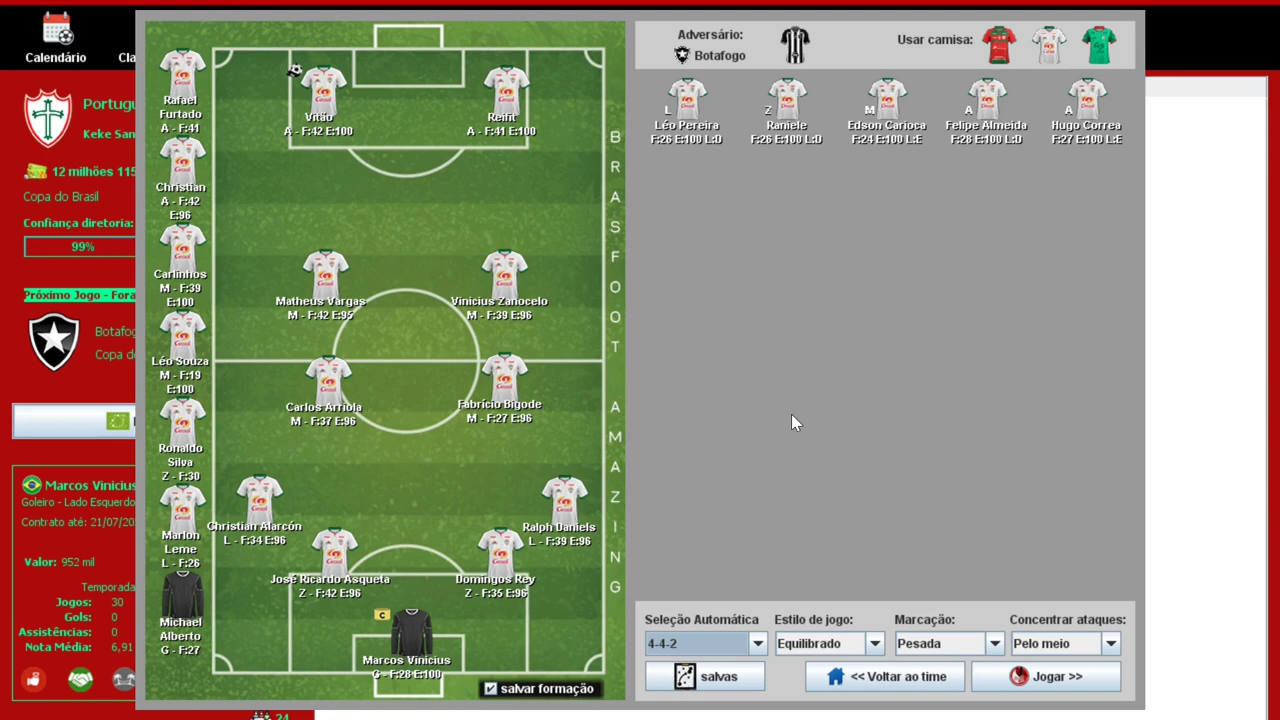 Calendário
Cla
Portugu
Keke San
12 milhões 115
Copa do Brasil
Confiança diretoria:
99%
Próximo Jogo - Fora
Botafog
Copa do
Marcos Vinicius
Goleiro - Lado Esquerdo
Contrato até: 21/07/20
Valor: 952 mil
Temporada
Jogos: 30
Gols: 0
Assistências: 0
Nota Média: 6,91
24
Rafael
Furtado
A - F:41
Christian
A - F:42
E:96
Carlinhos
M - F:39
E:100
Léo Souza
M - F:19
E:100
Ronaldo
Silva
Z - F:30
Marlon
Leme
L - F:26
Michael
Alberto
G - F:27
Vitão
A - F:42 E:100
Reifit
A - F:41 E:100
Matheus Vargas
M - F:42 E:95
Vinicius Zanocelo
M - F:39 E:96
Carlos Arriola
M - F:37 E:96
Fabrício Bigode
M - F:27 E:96
Christian Alarcón
L - F:34 E:96
Ralph Daniels
L - F:39 E:96
José Ricardo Asqueta
Z - F:42 E:96
Domingos Rey
Z - F:35 E:96
C
Marcos Vinicius
G - F:28 E:100
salvar formação
BRASFOOT AMAZING
Adversário:
Botafogo
Usar camisa:
L
Léo Pereira
F:26 E:100 L:D
Z
Raniele
F:26 E:100 L:D
M
Edson Carioca
F:24 E:100 L:E
A
Felipe Almeida
F:28 E:100 L:D
A
Hugo Correa
F:27 E:100 L:E
Seleção Automática
4-4-2
Estilo de jogo:
Equilibrado
Marcação:
Pesada
Concentrar ataques:
Pelo meio
salvas
<< Voltar ao time
Jogar >>